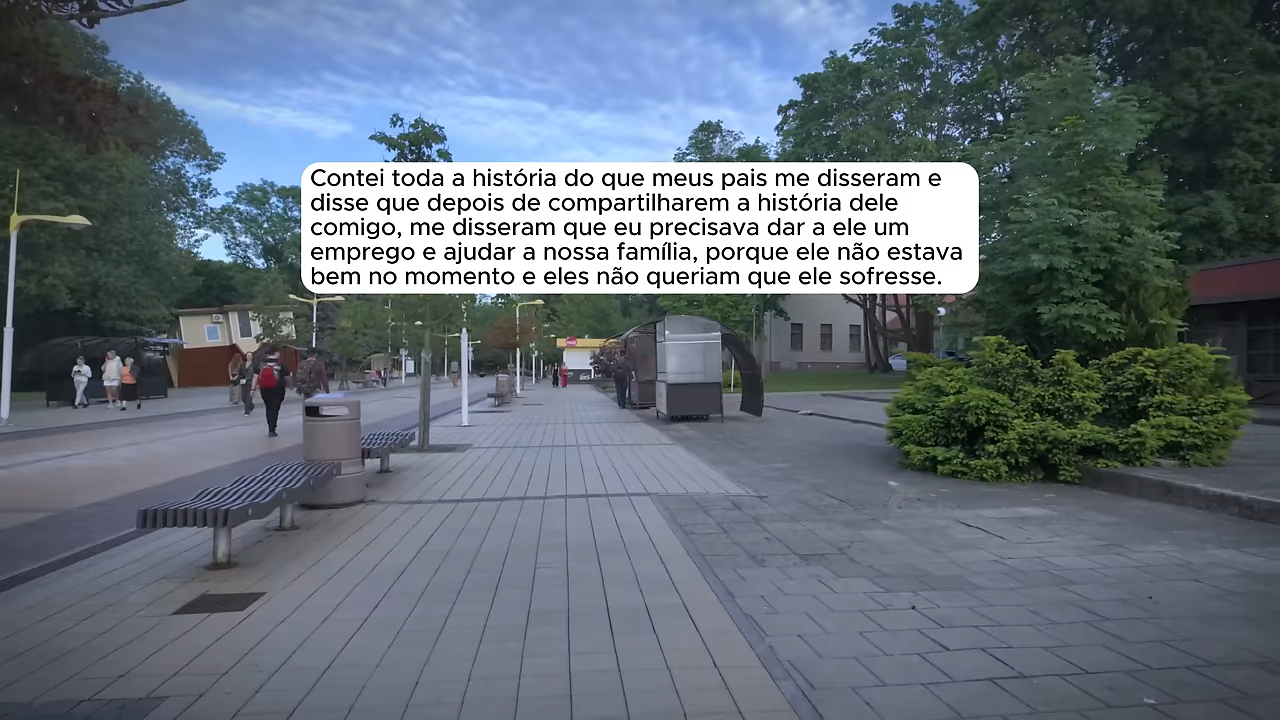 Contei toda a história do que meus pais me disseram e
disse que depois de compartilharem a história dele
comigo, me disseram que eu precisava dar a ele um
emprego e ajudar a nossa família, porque ele não estava
bem no momento e eles não queriam que ele sofresse.